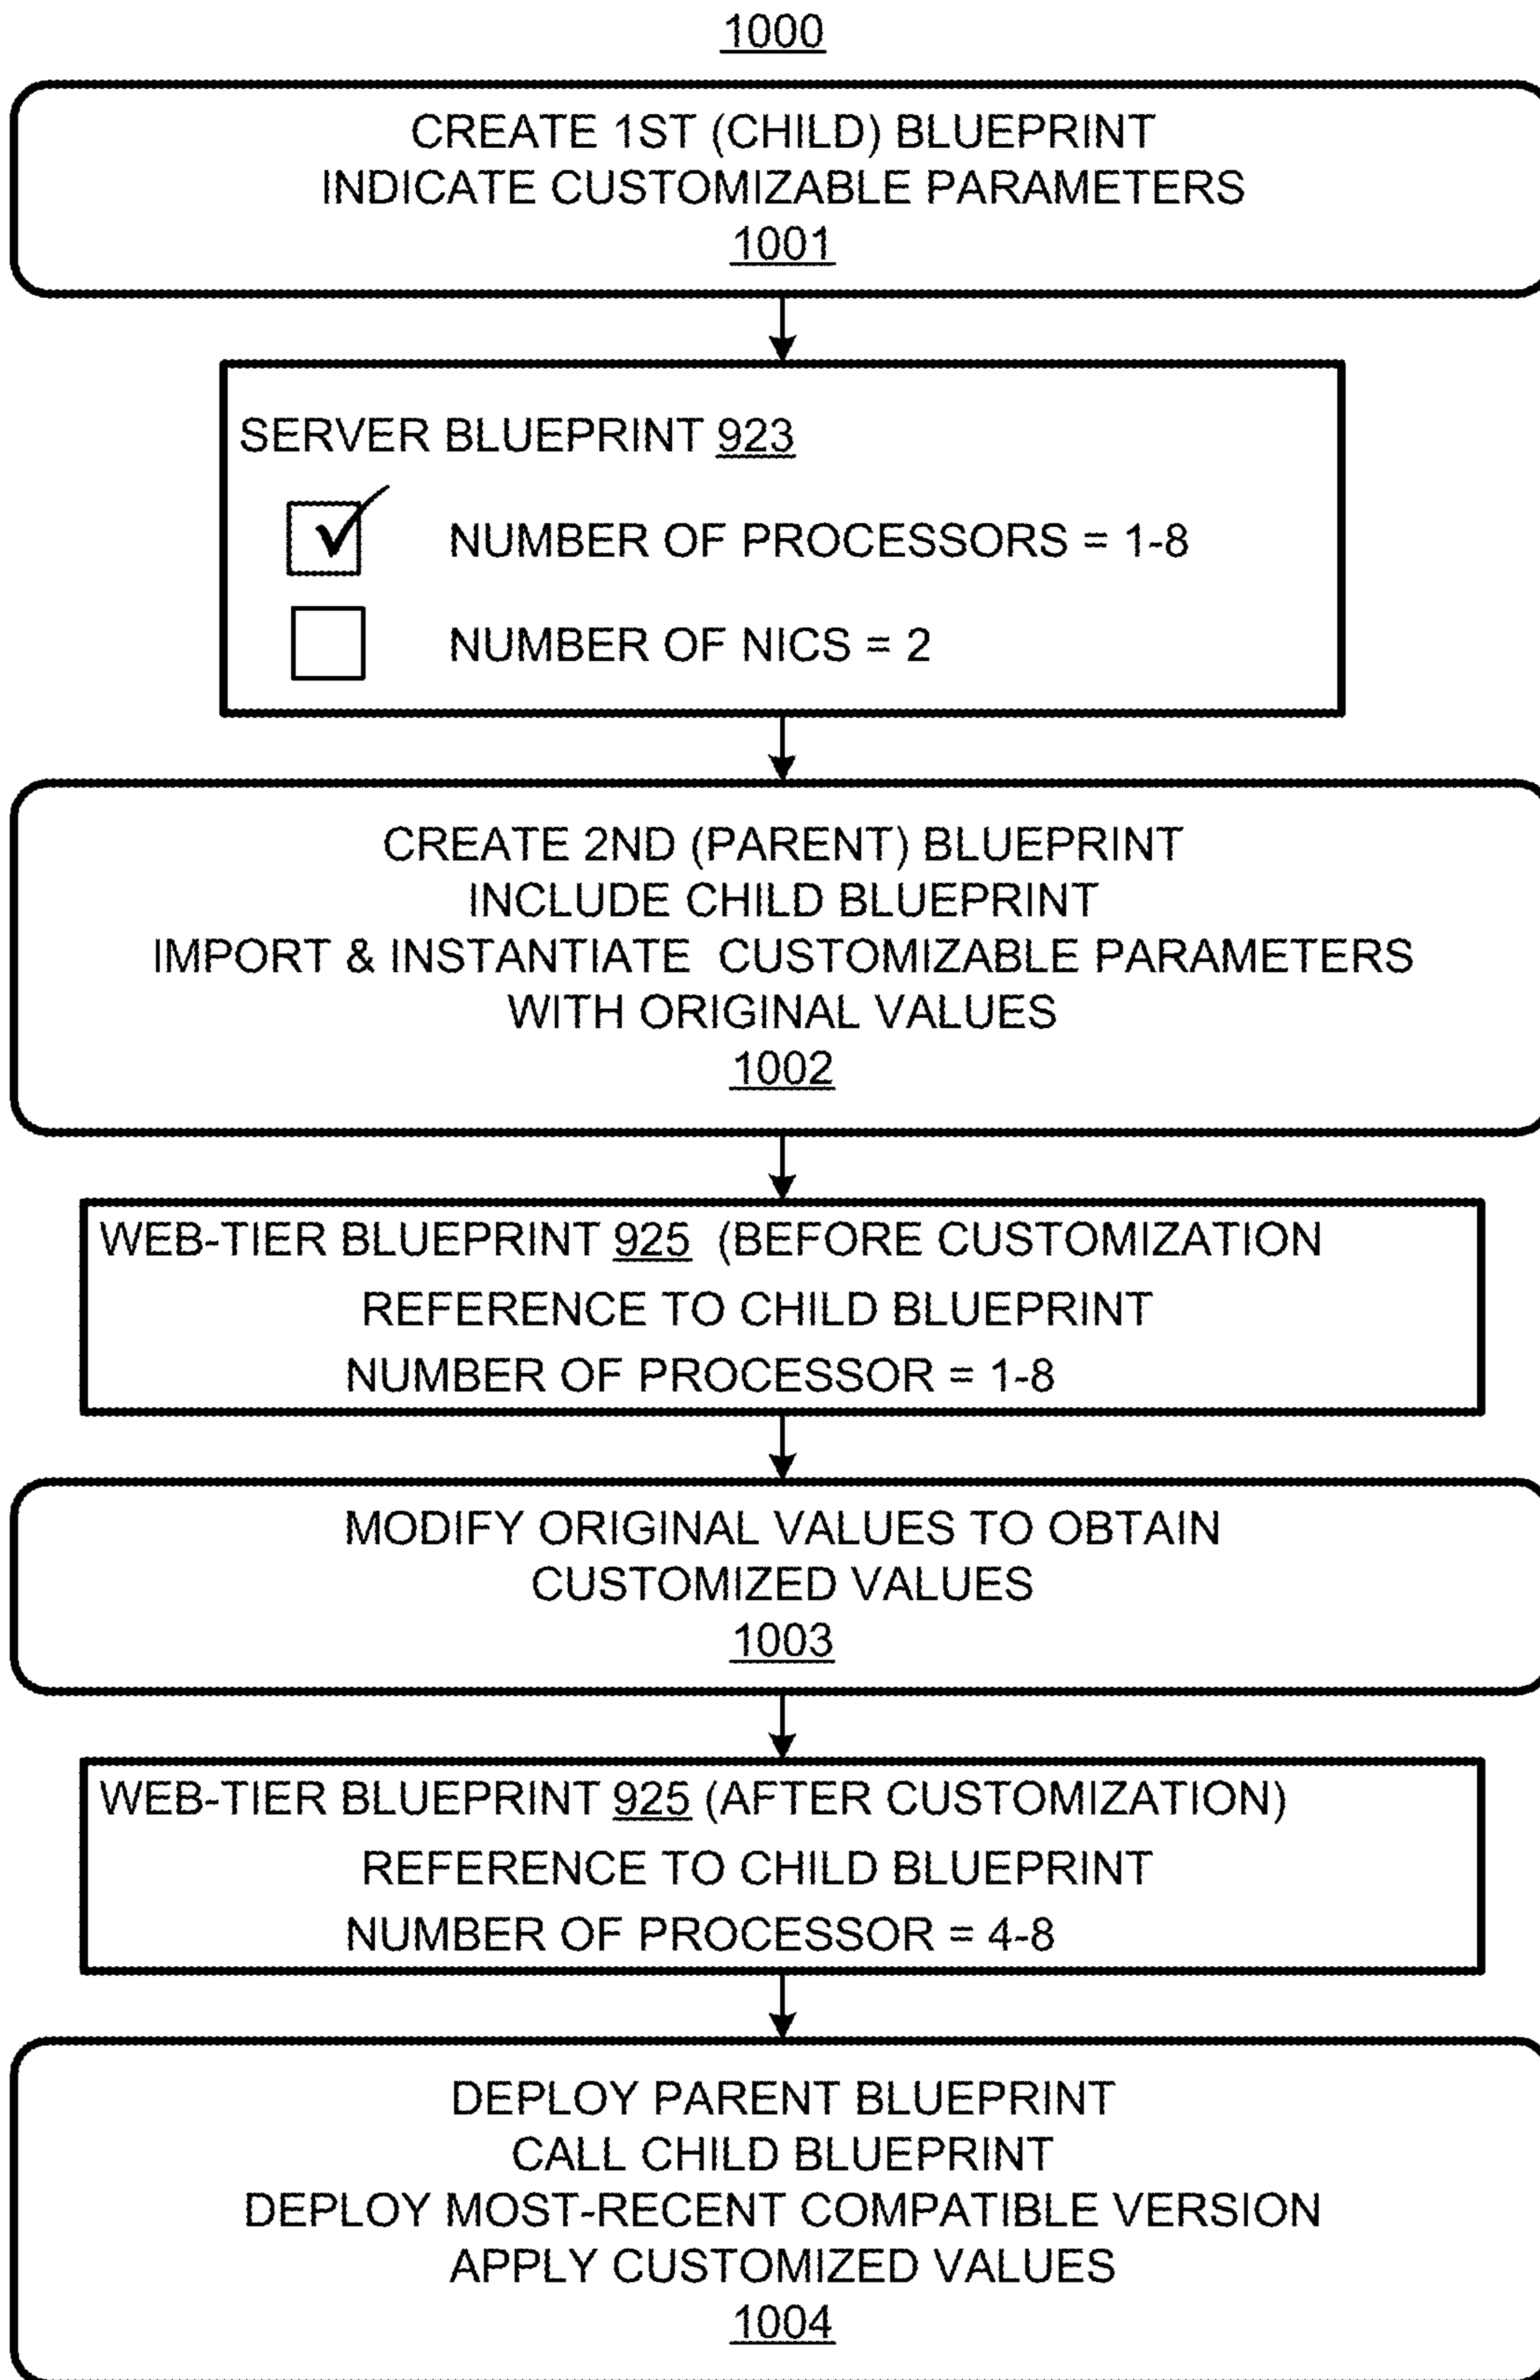 1000
CREATE 1ST (CHILD) BLUEPRINT
INDICATE CUSTOMIZABLE PARAMETERS
1001
SERVER BLUEPRINT 923
NUMBER OF PROCESSORS = 1-8
NUMBER OF NICS = 2
CREATE 2ND (PARENT) BLUEPRINT
INCLUDE CHILD BLUEPRINT
IMPORT & INSTANTIATE CUSTOMIZABLE PARAMETERS
WITH ORIGINAL VALUES
1002
WEB-TIER BLUEPRINT 925 (BEFORE CUSTOMIZATION
REFERENCE TO CHILD BLUEPRINT
NUMBER OF PROCESSOR = 1-8
MODIFY ORIGINAL VALUES TO OBTAIN
CUSTOMIZED VALUES
1003
WEB-TIER BLUEPRINT 925 (AFTER CUSTOMIZATION)
REFERENCE TO CHILD BLUEPRINT
NUMBER OF PROCESSOR = 4-8
DEPLOY PARENT BLUEPRINT
CALL CHILD BLUEPRINT
DEPLOY MOST-RECENT COMPATIBLE VERSION
APPLY CUSTOMIZED VALUES
1004